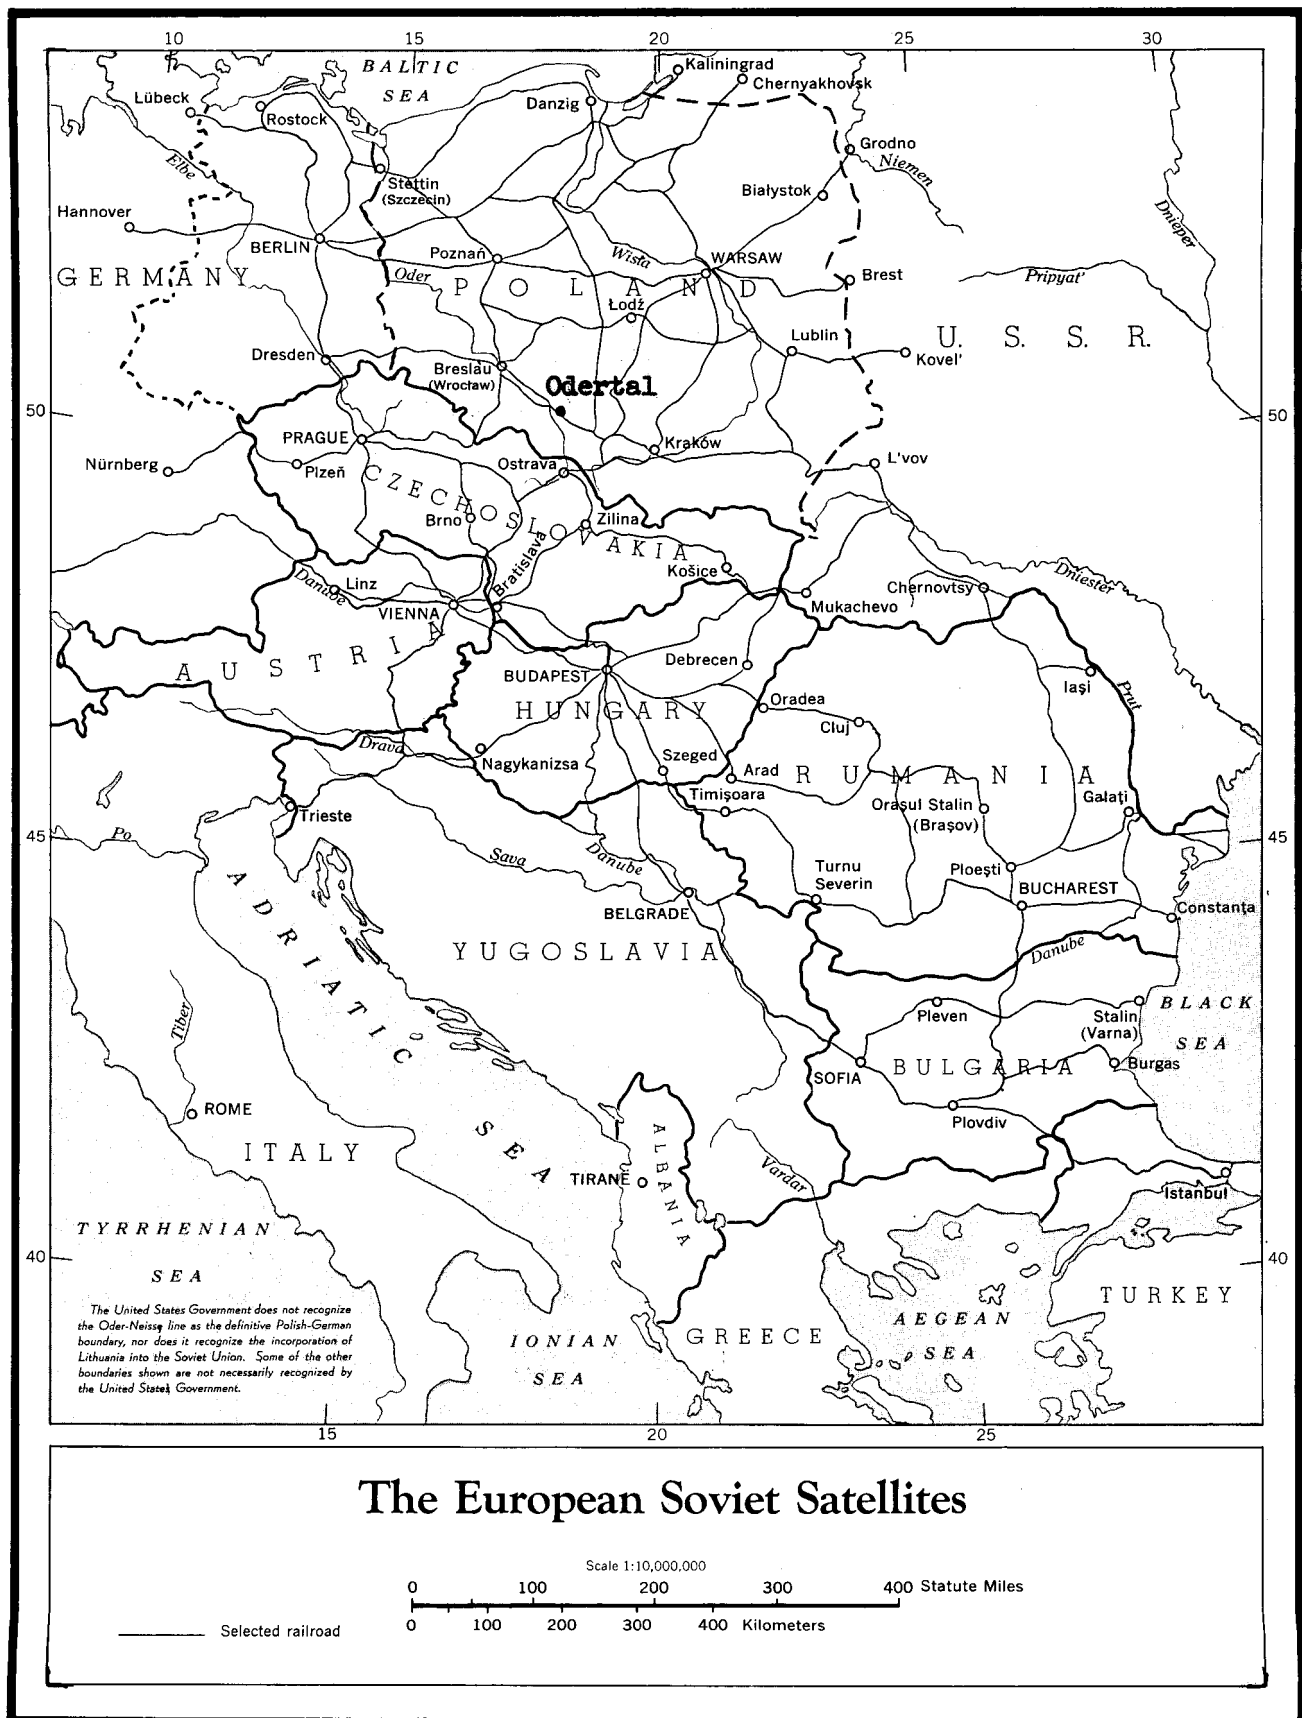 10 15 20 25 30
BALTIC
SEA
Kaliningrad
Chernyakhovsk
Lübeck
Rostock
Danzig
Grodno
Niemen
Elbe
Stettin
(Szczecin)
Białystok
Dnieper
Hannover
BERLIN
Poznań
Wisła
WARSAW
GERMANY
Oder
POLAND
Brest
Pripyat'
Łodź
U. S. S. R.
Dresden
Breslau
(Wrocław)
Lublin
Kovel'
Odertal
50
50
PRAGUE
Kraków
Nürnberg
Plzeň
Ostrava
L'vov
CZECHOSLOVAKIA
Brno
Zilina
Bratislava
Košice
Danube
Linz
VIENNA
Mukachevo
Chernovtsy
Dniester
AUSTRIA
BUDAPEST
Debrecen
Iaşi
Prut
HUNGARY
Oradea
Cluj
Drava
Nagykanizsa
Szeged
Arad
RUMANIA
Timişoara
Oraşul Stalin
(Braşov)
Galaţi
Trieste
45
Po
45
Sava
Danube
Turnu
Severin
Ploeşti
BUCHAREST
BELGRADE
Constanţa
ADRIATIC
SEA
YUGOSLAVIA
Danube
Tiber
Pleven
Stalin
(Varna)
BLACK
SEA
SOFIA
BULGARIA
Burgas
ROME
Plovdiv
ITALY
TIRANË
ALBANIA
Vardar
Istanbul
TYRRHENIAN
SEA
40
40
TURKEY
The United States Government does not recognize
the Oder-Neisse line as the definitive Polish-German
boundary, nor does it recognize the incorporation of
Lithuania into the Soviet Union. Some of the other
boundaries shown are not necessarily recognized by
the United States Government.
IONIAN
SEA
GREECE
AEGEAN
SEA
15 20 25
The European Soviet Satellites
Scale 1:10,000,000
0 100 200 300 400 Statute Miles
0 100 200 300 400 Kilometers
Selected railroad